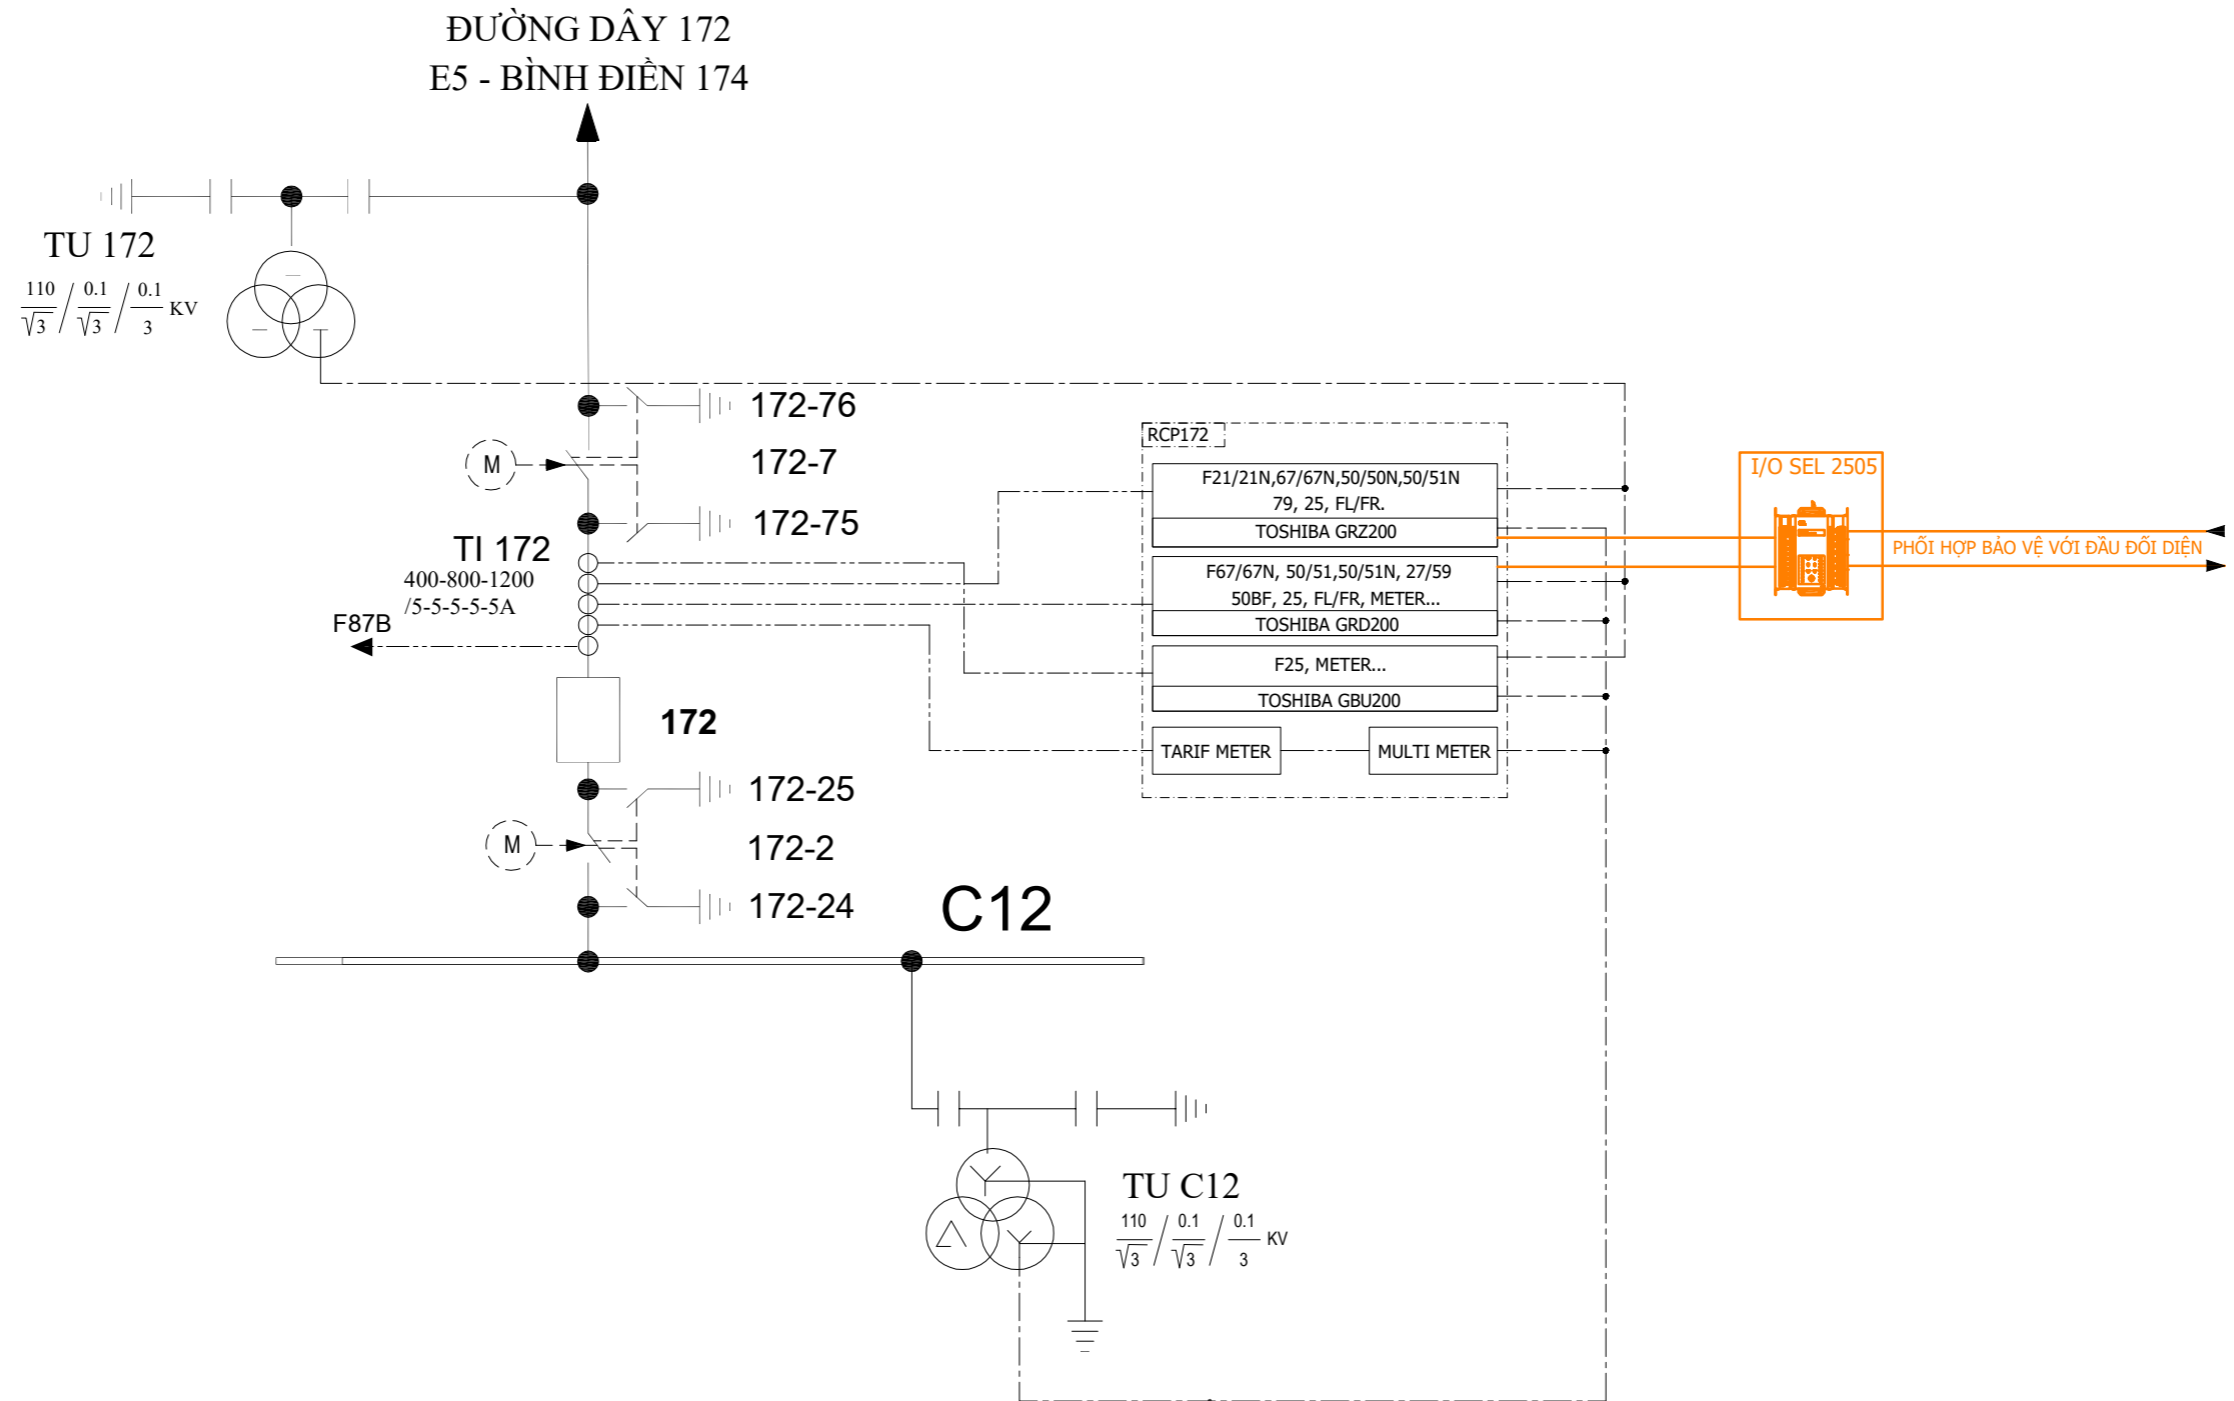 ĐƯỜNG DÂY 172
E5 - BÌNH ĐIỀN 174
TU 172
110/√3 / 0.1/√3 / 0.1/3 KV
172-76
M
172-7
172-75
TI 172
400-800-1200
/5-5-5-5-5A
F87B
172
172-25
M
172-2
172-24
C12
RCP172
F21/21N,67/67N,50/50N,50/51N
79, 25, FL/FR.
TOSHIBA GRZ200
F67/67N, 50/51,50/51N, 27/59
50BF, 25, FL/FR, METER...
TOSHIBA GRD200
F25, METER...
TOSHIBA GBU200
TARIF METER
MULTI METER
I/O SEL 2505
PHỐI HỢP BẢO VỆ VỚI ĐẦU ĐỐI DIỆN
TU C12
110/√3 / 0.1/√3 / 0.1/3 KV